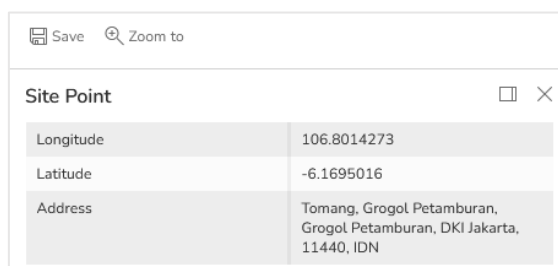 Save Zoom to
Site Point
Longitude 106.8014273
Latitude -6.1695016
Address Tomang, Grogol Petamburan,
Grogol Petamburan, DKI Jakarta,
11440, IDN